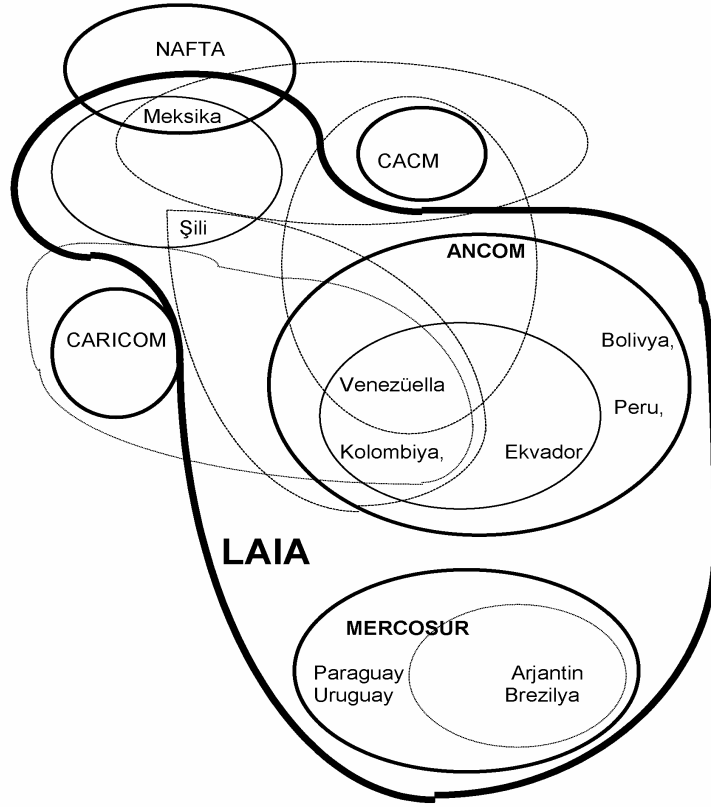 NAFTA
Meksika
CACM
Şili
ANCOM
CARICOM
Bolivya,
Venezüella
Peru,
Kolombiya,
Ekvador
LAIA
MERCOSUR
Paraguay
Uruguay
Arjantin
Brezilya